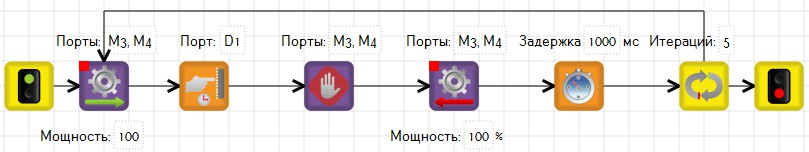 Порты: M3, M4 Порт: D1 Порты: M3, M4 Порты: M3, M4 Задержка 1000 мс Итераций: 5
Мощность: 100 Мощность: 100 %